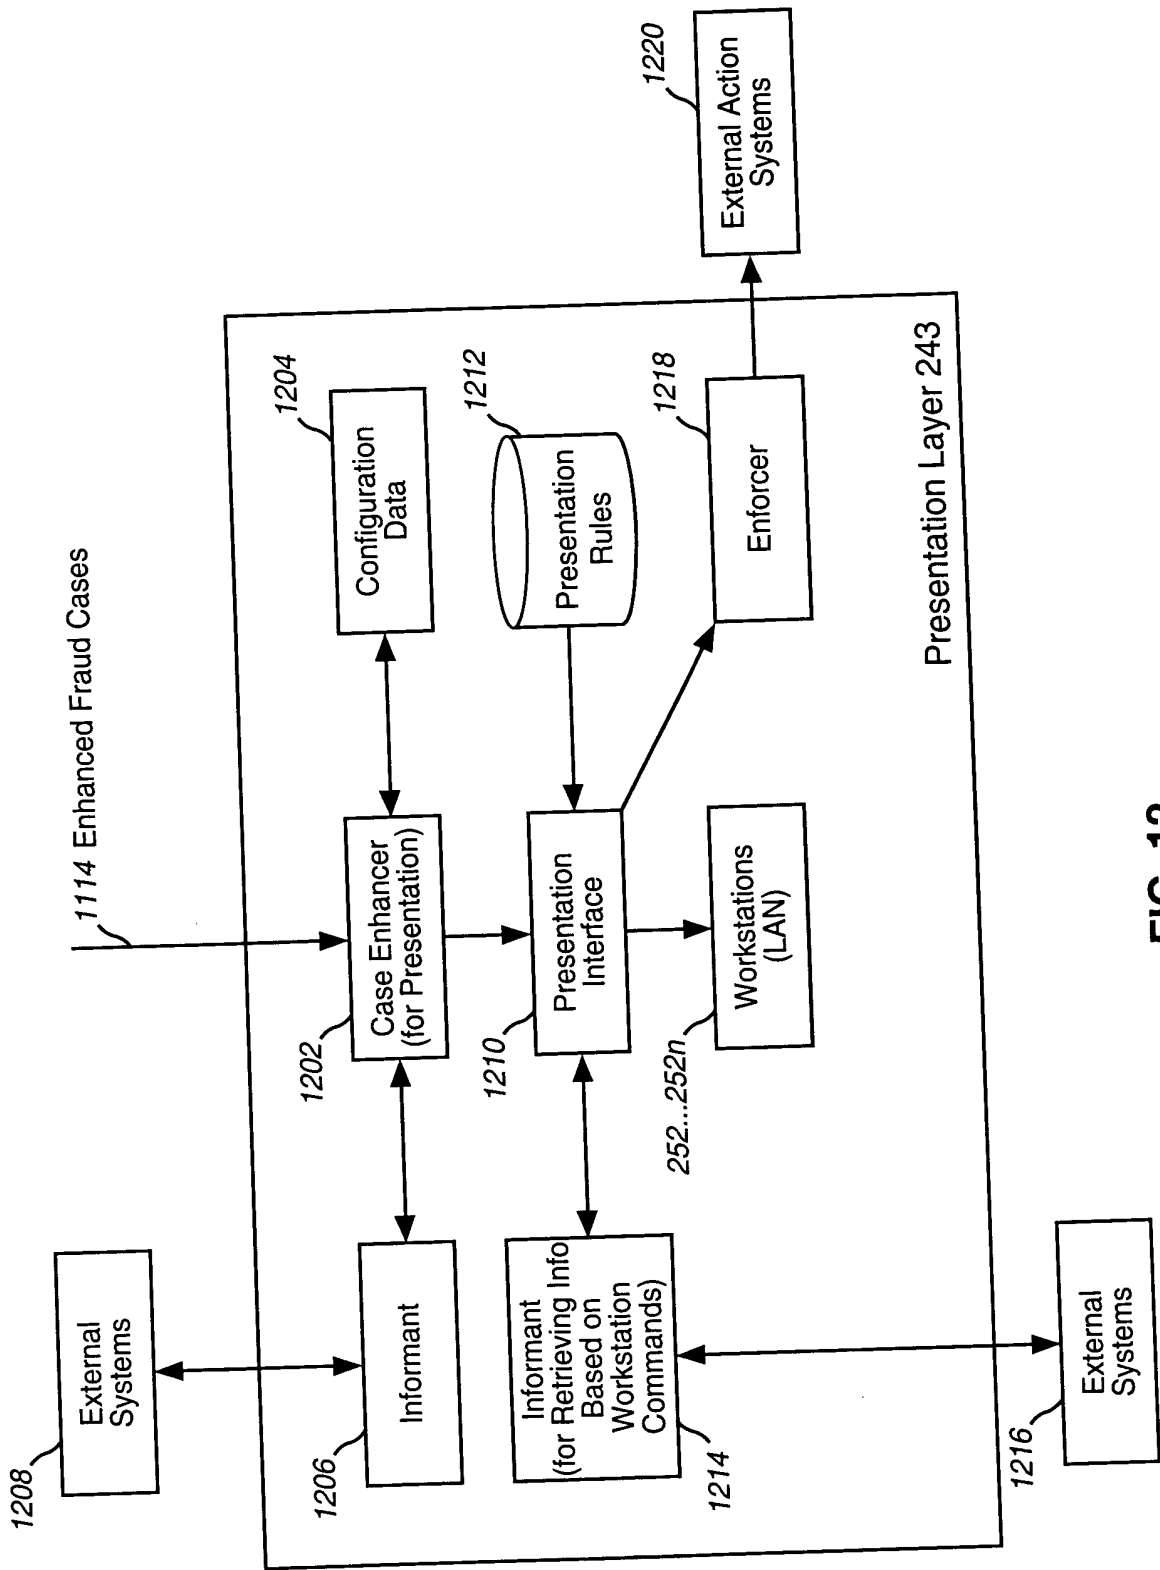 1114 Enhanced Fraud Cases
1208
External
Systems
1206
Informant
1202
Case Enhancer
(for Presentation)
1204
Configuration
Data
1214
Informant
(for Retrieving Info
Based on
Workstation
Commands)
1210
Presentation
Interface
1212
Presentation
Rules
252...252n
Workstations
(LAN)
1218
Enforcer
1220
External Action
Systems
Presentation Layer 243
1216
External
Systems